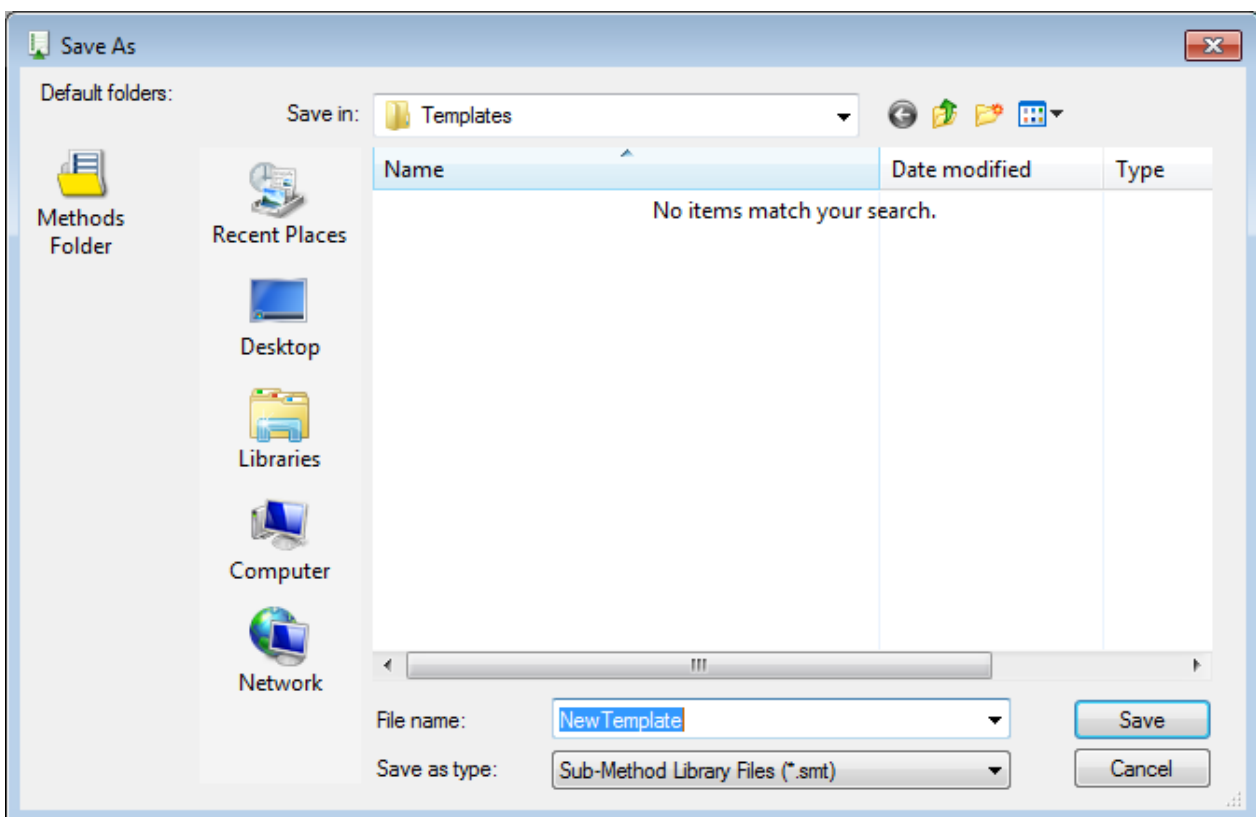 Save As
Default folders:
Save in:
Templates
Methods
Folder
Recent Places
Desktop
Libraries
Computer
Network
Name
Date modified
Type
No items match your search.
File name:
NewTemplate
Save
Save as type:
Sub-Method Library Files (*.smt)
Cancel